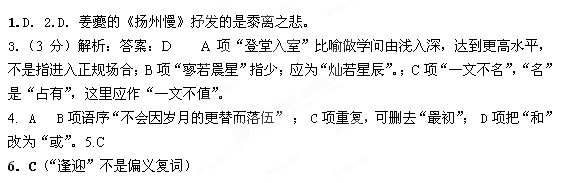 1.D. 2.D. 姜夔的《扬州慢》抒发的是黍离之悲。
3.（3 分）解析：答案：D A 项“登堂入室”比喻做学问由浅入深，达到更高水平，
不是指进入正规场合；B 项“寥若晨星”指少；应为“灿若星辰”。；C 项“一文不名”，“名”
是“占有”，这里应作“一文不值”。
4. A B 项语序“不会因岁月的更替而落伍” ； C 项重复，可删去“最初”； D 项把“和”
改为“或”。5.C
6. C（“逢迎”不是偏义复词）